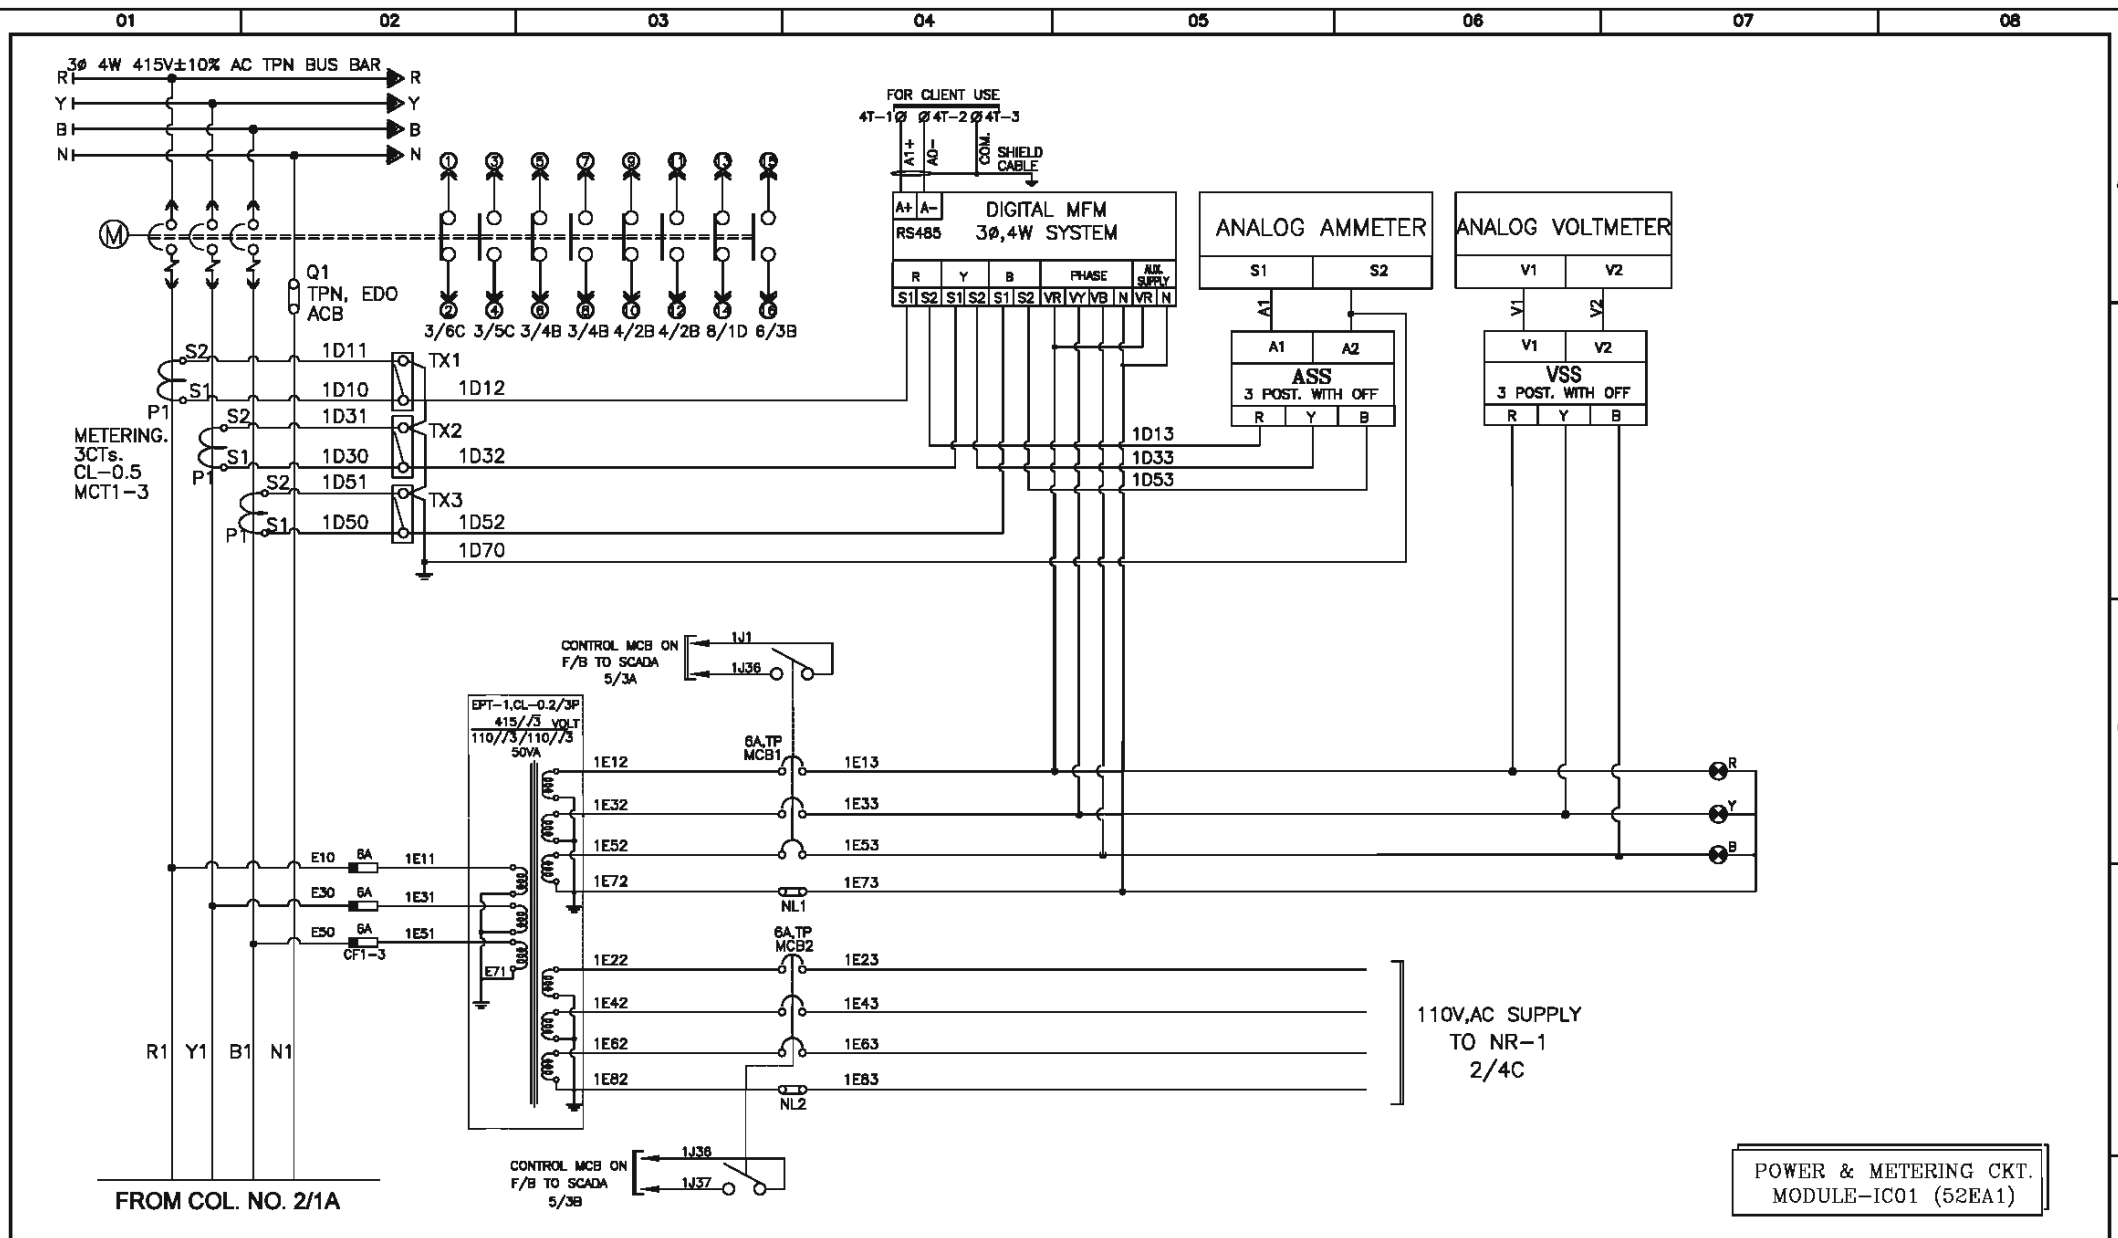 01 02 03 04 05 06 07 08
3ø 4W 415V±10% AC TPN BUS BAR
R R
Y Y
B B
N N
M
Q1
TPN, EDO
ACB
1 3 5 7 9 11 13 15
2 4 6 8 10 12 14 16
3/6C 3/5C 3/4B 3/4B 4/2B 4/2B 8/1D 6/3B
FOR CLIENT USE
4T-1 4T-2 4T-3
A1+ A0- COM.
SHIELD
CABLE
A+ A-
RS485
DIGITAL MFM
3ø,4W SYSTEM
R Y B PHASE AUX. SUPPLY
S1 S2 S1 S2 S1 S2 VR VY VB N VR N
ANALOG AMMETER
S1 S2
A1
A1 A2
ASS
3 POST. WITH OFF
R Y B
ANALOG VOLTMETER
V1 V2
V1 V2
V1 V2
VSS
3 POST. WITH OFF
R Y B
S2 1D11 TX1
S1 1D10 1D12
P1
S2 1D31 TX2
S1 1D30 1D32
P1
S2 1D51 TX3
S1 1D50 1D52
P1
1D70
METERING.
3CTs.
CL-0.5
MCT1-3
1D13
1D33
1D53
CONTROL MCB ON
F/B TO SCADA
5/3A
1J1
1J36
EPT-1,CL-0.2/3P
415/√3 VOLT
110/√3/110/√3
50VA
6A,TP
MCB1
1E12 1E13 R
1E32 1E33 Y
1E52 1E53 B
1E72 1E73
NL1
E10 6A 1E11
E30 6A 1E31
E50 6A 1E51
CF1-3
E71
6A,TP
MCB2
1E22 1E23
1E42 1E43
1E62 1E63
1E82 1E83
NL2
110V,AC SUPPLY
TO NR-1
2/4C
R1 Y1 B1 N1
CONTROL MCB ON
F/B TO SCADA
5/3B
1J36
1J37
FROM COL. NO. 2/1A
POWER & METERING CKT.
MODULE-IC01 (52EA1)